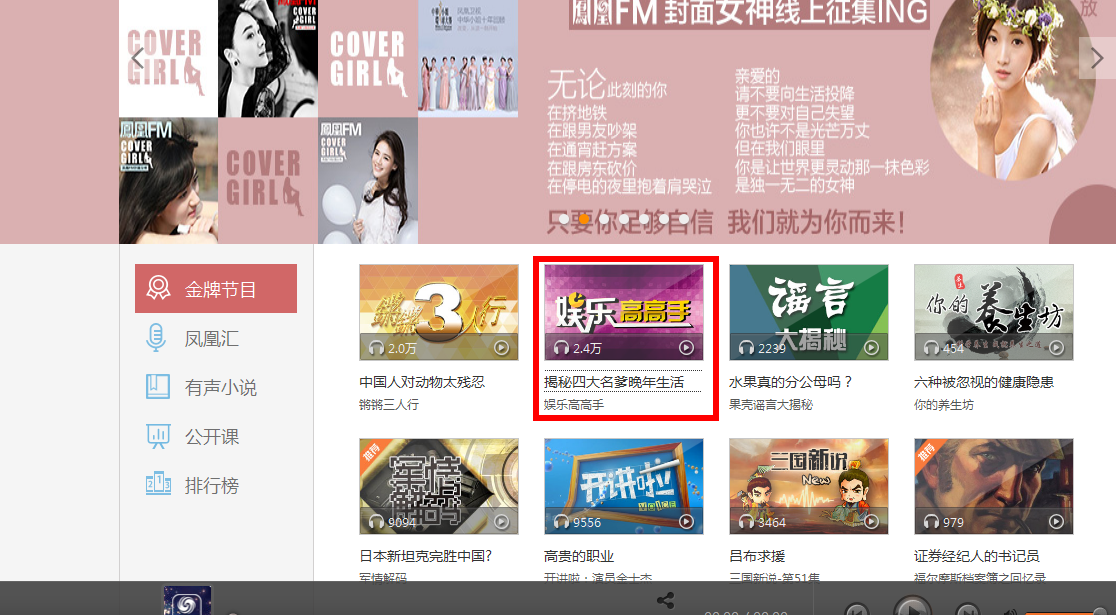 COVER
GIRL
COVER GIRL
COVER
GIRL
凤凰FM
COVER
GIRL
COVER
GIRL
凤凰FM
COVER
GIRL
凤凰FM 封面女神线上征集ING
放
无论此刻的你
在挤地铁
在跟男友吵架
在通宵赶方案
在跟房东砍价
在停电的夜里抱着肩哭泣
亲爱的
请不要向生活投降
更不要对自己失望
你也许不是光芒万丈
但在我们眼里
你是让世界更灵动那一抹色彩
是独一无二的女神
只要你足够自信 我们就为你而来!
金牌节目
凤凰汇
有声小说
公开课
排行榜
锵锵3人行
2.0万
中国人对动物太残忍
锵锵三人行
娱乐高高手
2.4万
揭秘四大名爹晚年生活
娱乐高高手
谣言
大揭秘
2239
水果真的分公母吗？
果壳谣言大揭秘
你的养生坊
454
六种被忽视的健康隐患
你的养生坊
推荐
军情
解码
9094
日本新坦克完胜中国?
军情解码
开讲啦
VOICE
9556
高贵的职业
开讲啦：演员金士杰
三国新说
New
3464
吕布求援
三国新说-第51集
推荐
979
证券经纪人的书记员
福尔摩斯档案簿之回忆录
00:00 / 00:00